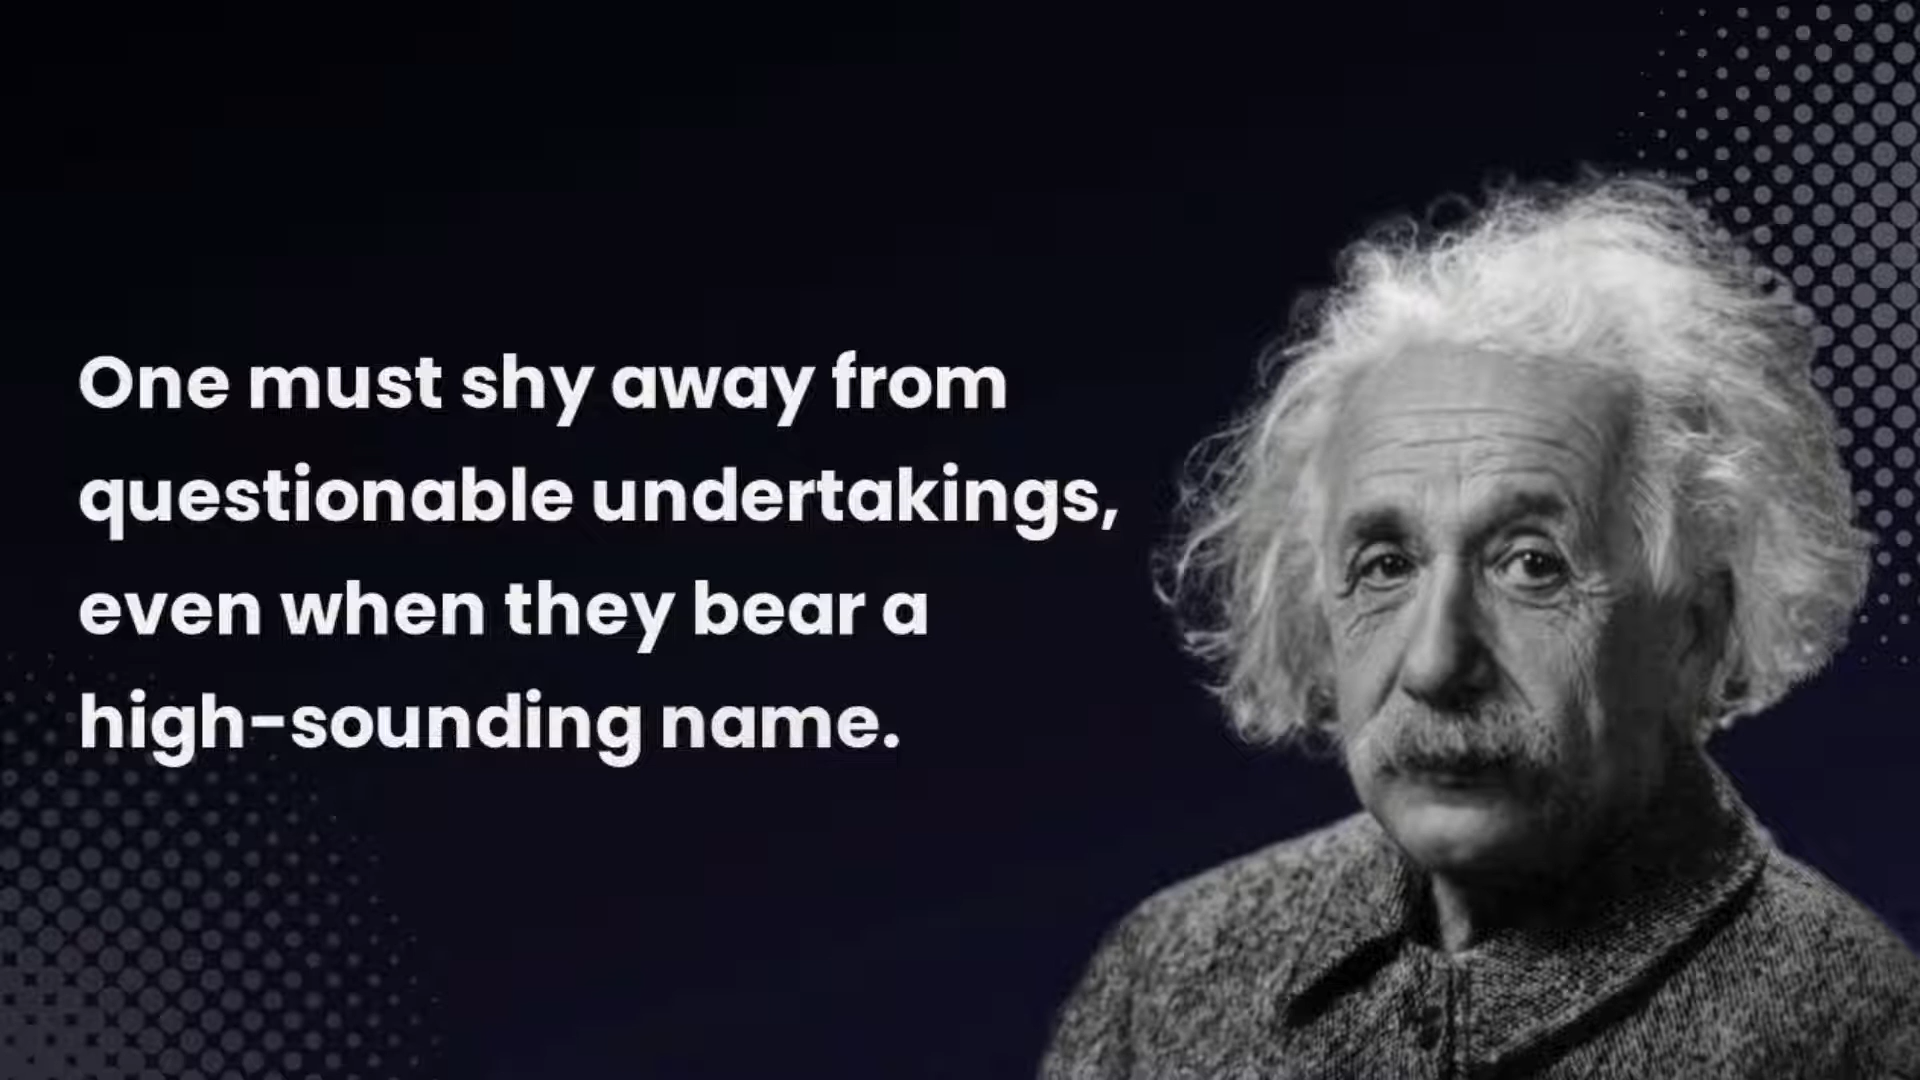 One must shy away from
questionable undertakings,
even when they bear a
high-sounding name.